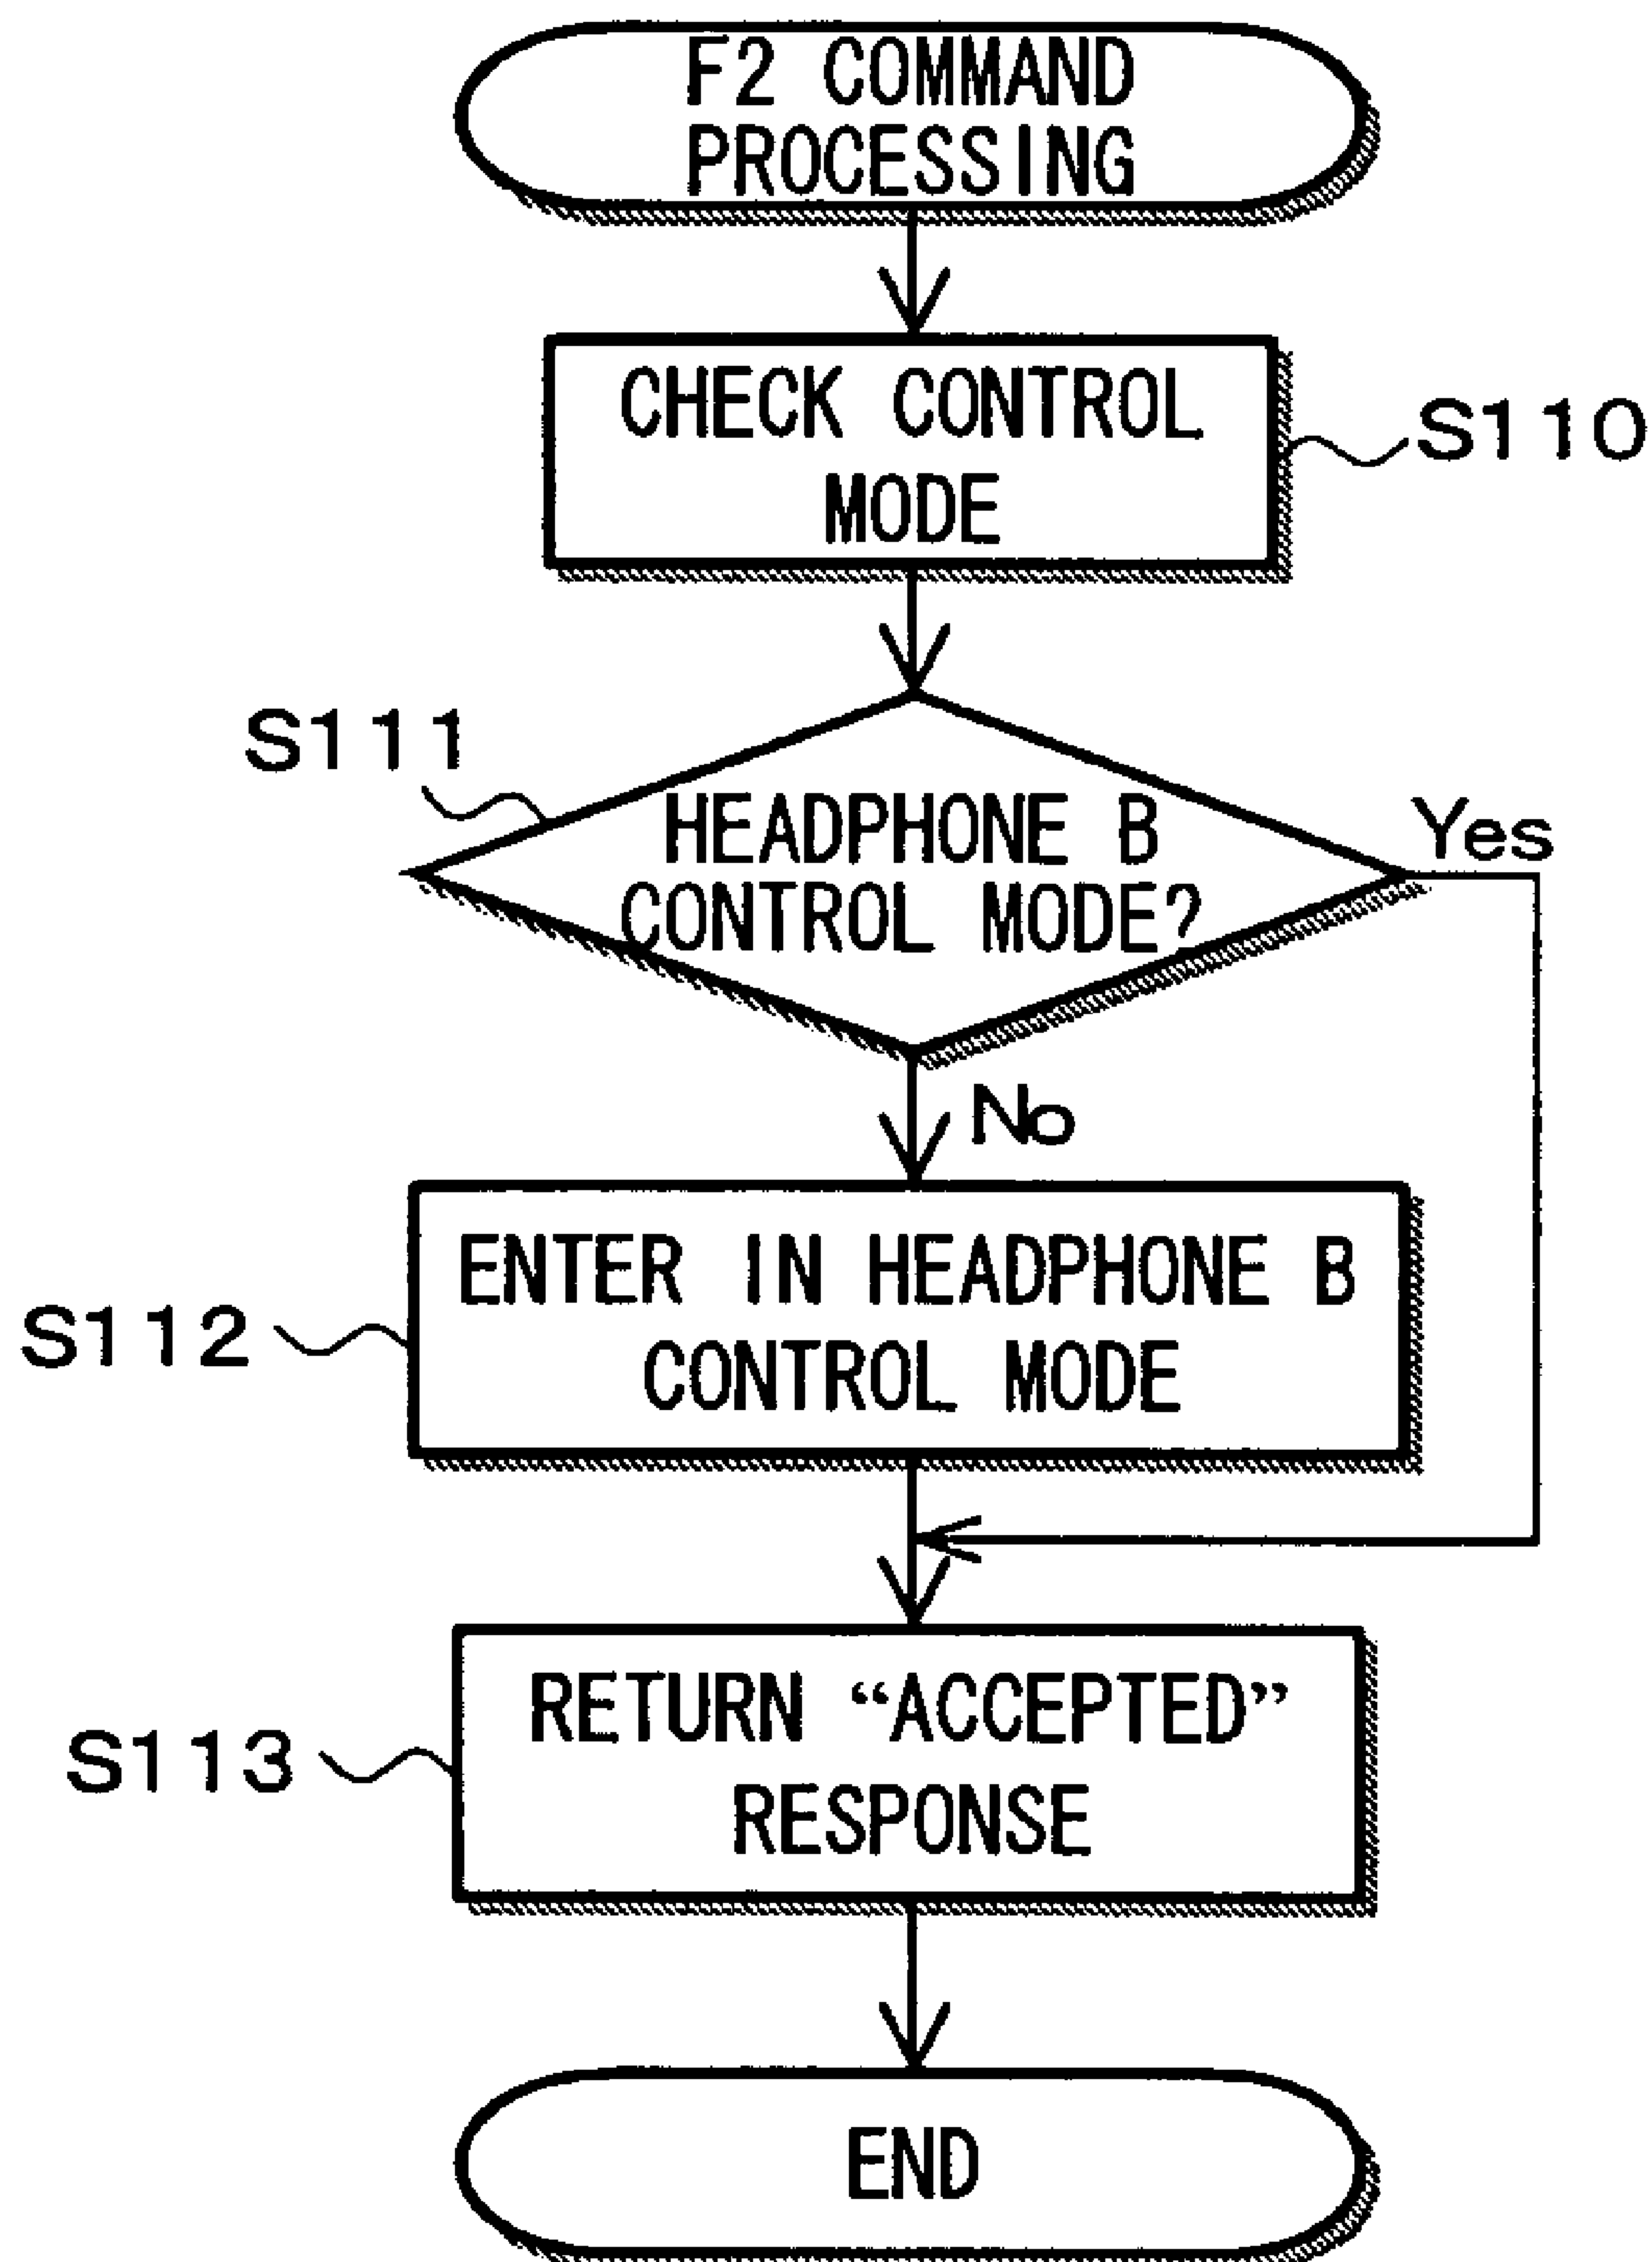 F2 COMMAND
PROCESSING
CHECK CONTROL
MODE
S110
S111
HEADPHONE B
CONTROL MODE?
Yes
No
ENTER IN HEADPHONE B
CONTROL MODE
S112
RETURN “ACCEPTED”
RESPONSE
S113
END